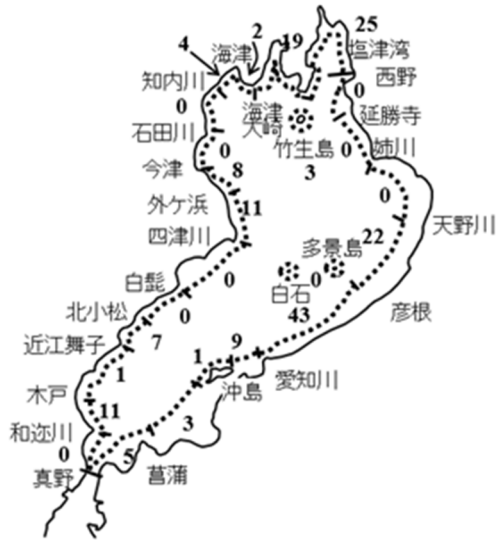 25
2
19
4
海津
塩津湾
知内川
西野
0
0
海津
大崎
延勝寺
石田川
竹生島
0
姉川
0
今津
8
3
外ケ浜
11
0
天野川
四津川
22
多景島
白髭
0
白石
0
北小松
0
43
彦根
近江舞子
7
9
1
愛知川
1
沖島
木戸
11
和迩川
3
0
5
真野
菖蒲